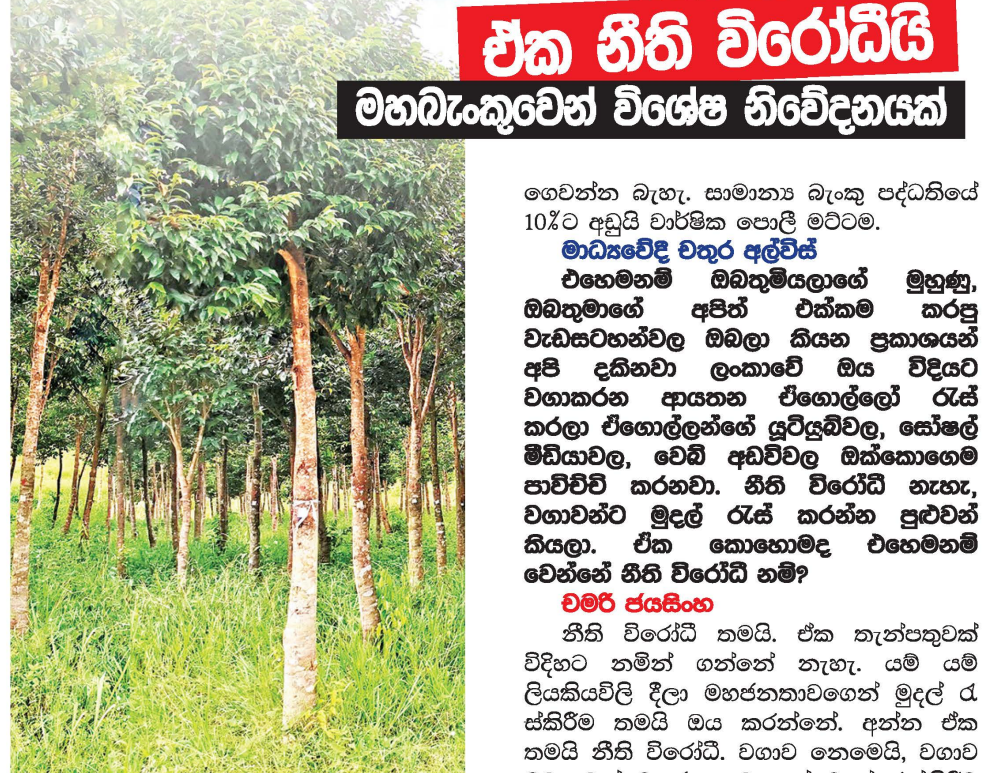 ඒක නීති විරෝධීයි
මහබැංකුවෙන් විශේෂ නිවේදනයක්
ගෙවන්න බැහැ. සාමාන්‍ය බැංකු පද්ධතියේ
10%ට අඩුයි වාර්ෂික පොලී මට්ටම.
මාධ්‍යවේදී චතුර අල්විස්
එහෙමනම් ඔබතුමියලාගේ මුහුණු,
ඔබතුමාගේ අපිත් එක්කම කරපු
වැඩසටහන්වල ඔබලා කියන ප්‍රකාශයන්
අපි දකිනවා ලංකාවේ ඔය විදියට
වගාකරන ආයතන ඒගොල්ලෝ රැස්
කරලා ඒගොල්ලන්ගේ යූටියුබ්වල, සෝෂල්
මීඩියාවල, වෙබ් අඩවිවල ඔක්කොගෙම
පාවිච්චි කරනවා. නීති විරෝධී නැහැ,
වගාවන්ට මුදල් රැස් කරන්න පුළුවන්
කියලා. ඒක කොහොමද එහෙමනම්
වෙන්නේ නීති විරෝධී නම්?
චමරි ජයසිංහ
නීති විරෝධී තමයි. ඒක තැන්පතුවක්
විදිහට නමින් ගන්නේ නැහැ. යම් යම්
ලියකියවිලි දීලා මහජනතාවගෙන් මුදල් රැ
ස්කිරීම තමයි ඔය කරන්නේ. අන්න ඒක
තමයි නීති විරෝධී. වගාව නෙමෙයි, වගාව